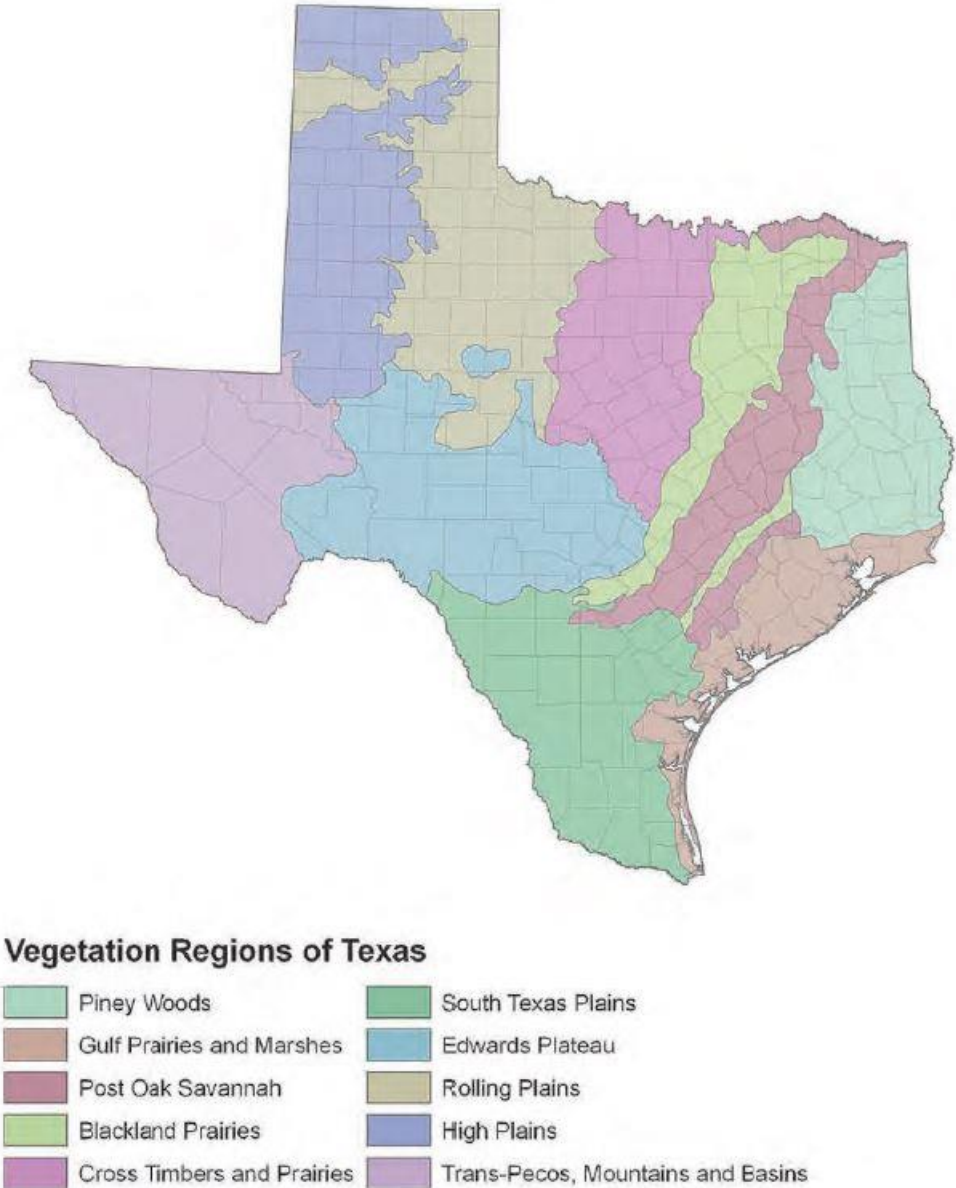 Vegetation Regions of Texas
Piney Woods
Gulf Prairies and Marshes
Post Oak Savannah
Blackland Prairies
Cross Timbers and Prairies
South Texas Plains
Edwards Plateau
Rolling Plains
High Plains
Trans-Pecos, Mountains and Basins